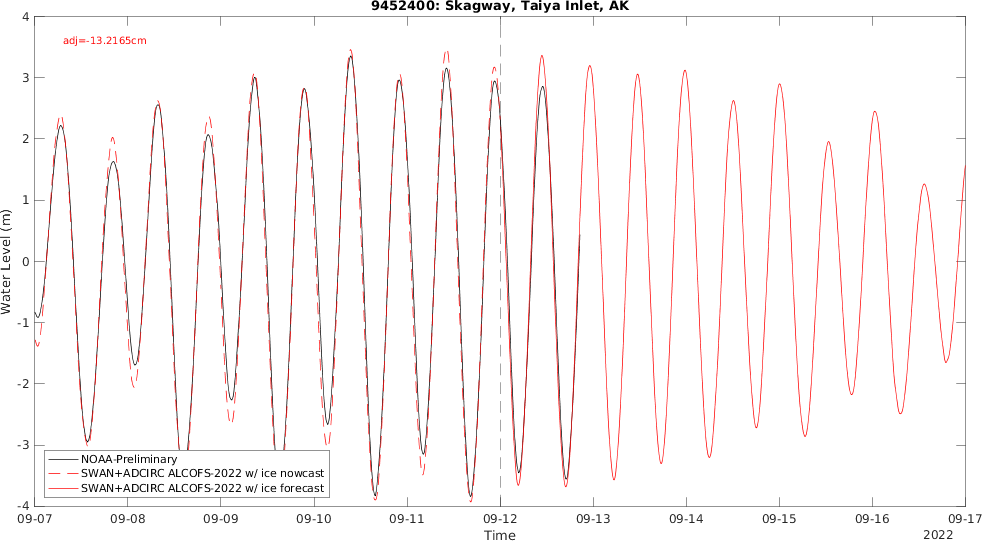 9452400: Skagway, Taiya Inlet, AK
adj=-13.2165cm
4
3
2
1
0
-1
-2
-3
-4
Water Level (m)
NOAA-Preliminary
SWAN+ADCIRC ALCOFS-2022 w/ ice nowcast
SWAN+ADCIRC ALCOFS-2022 w/ ice forecast
09-07 09-08 09-09 09-10 09-11 09-12 09-13 09-14 09-15 09-16 09-17
Time
2022